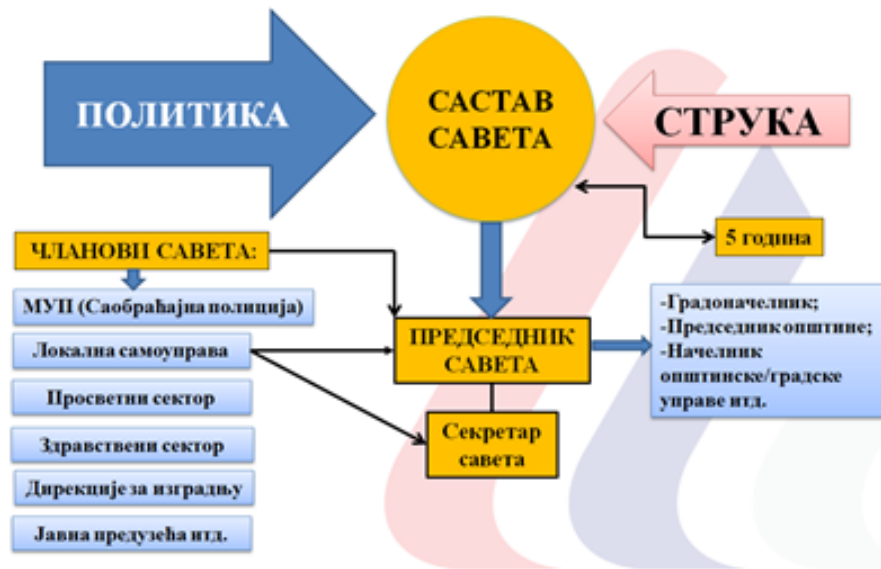 ПОЛИТИКА
САСТАВ
САВЕТА
СТРУКА
5 година
ЧЛАНОВИ САВЕТА:
МУП (Саобраћајна полиција)
Локална самоуправа
Просветни сектор
Здравствени сектор
Дирекције за изградњу
Јавна предузећа итд.
ПРЕДСЕДНИК
САВЕТА
Секретар
савета
-Градоначелник;
-Председник општине;
-Начелник
општинске/градске
управе итд.